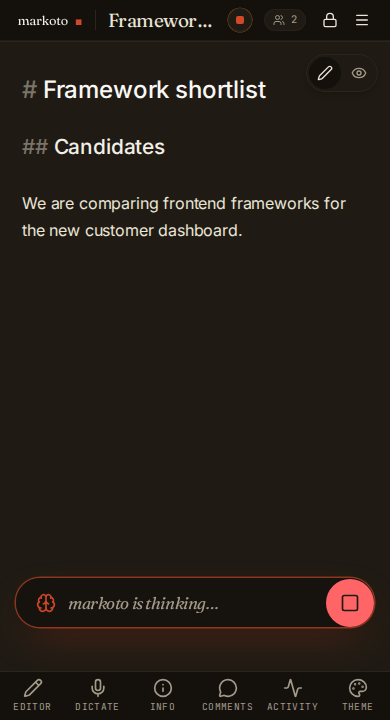 markoto
Framewor...
2
# Framework shortlist
## Candidates
We are comparing frontend frameworks for
the new customer dashboard.
markoto is thinking...
EDITOR
DICTATE
INFO
COMMENTS
ACTIVITY
THEME